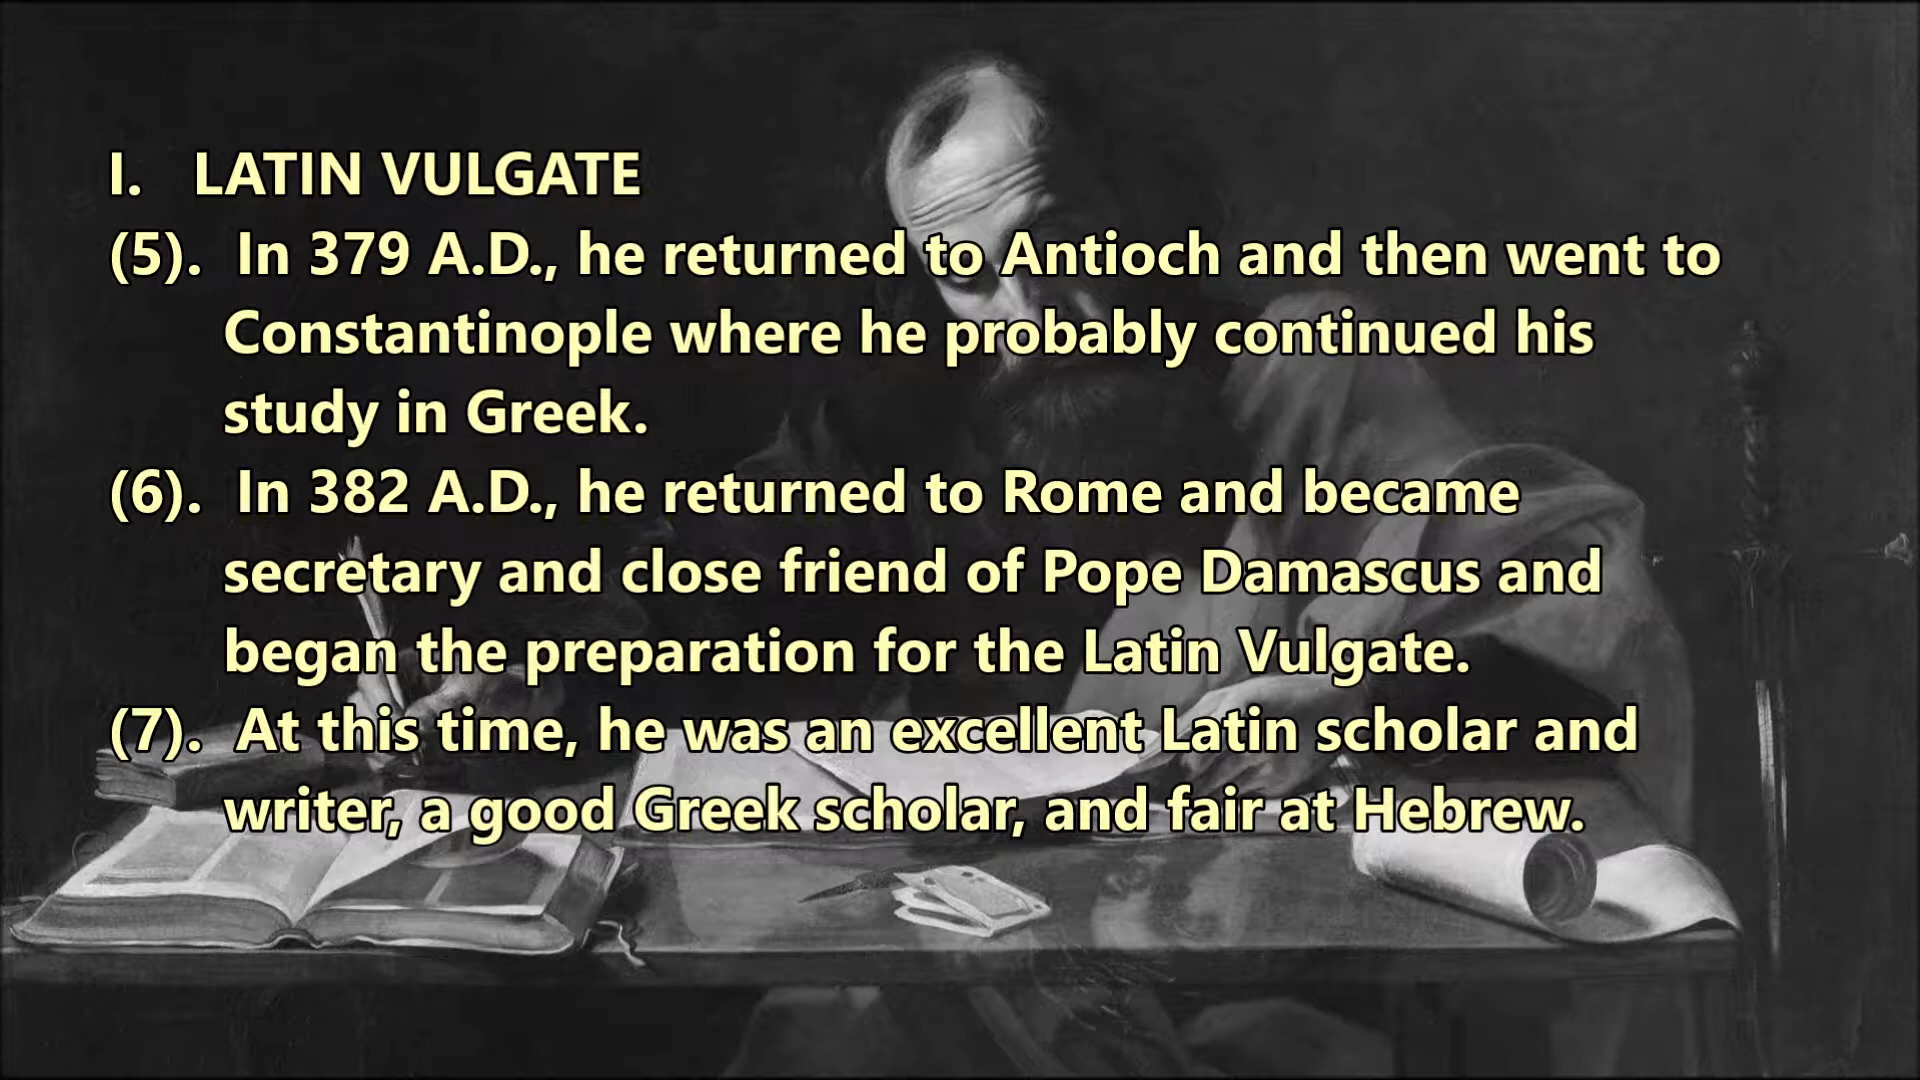 I. LATIN VULGATE
(5). In 379 A.D., he returned to Antioch and then went to
Constantinople where he probably continued his
study in Greek.
(6). In 382 A.D., he returned to Rome and became
secretary and close friend of Pope Damascus and
began the preparation for the Latin Vulgate.
(7). At this time, he was an excellent Latin scholar and
writer, a good Greek scholar, and fair at Hebrew.